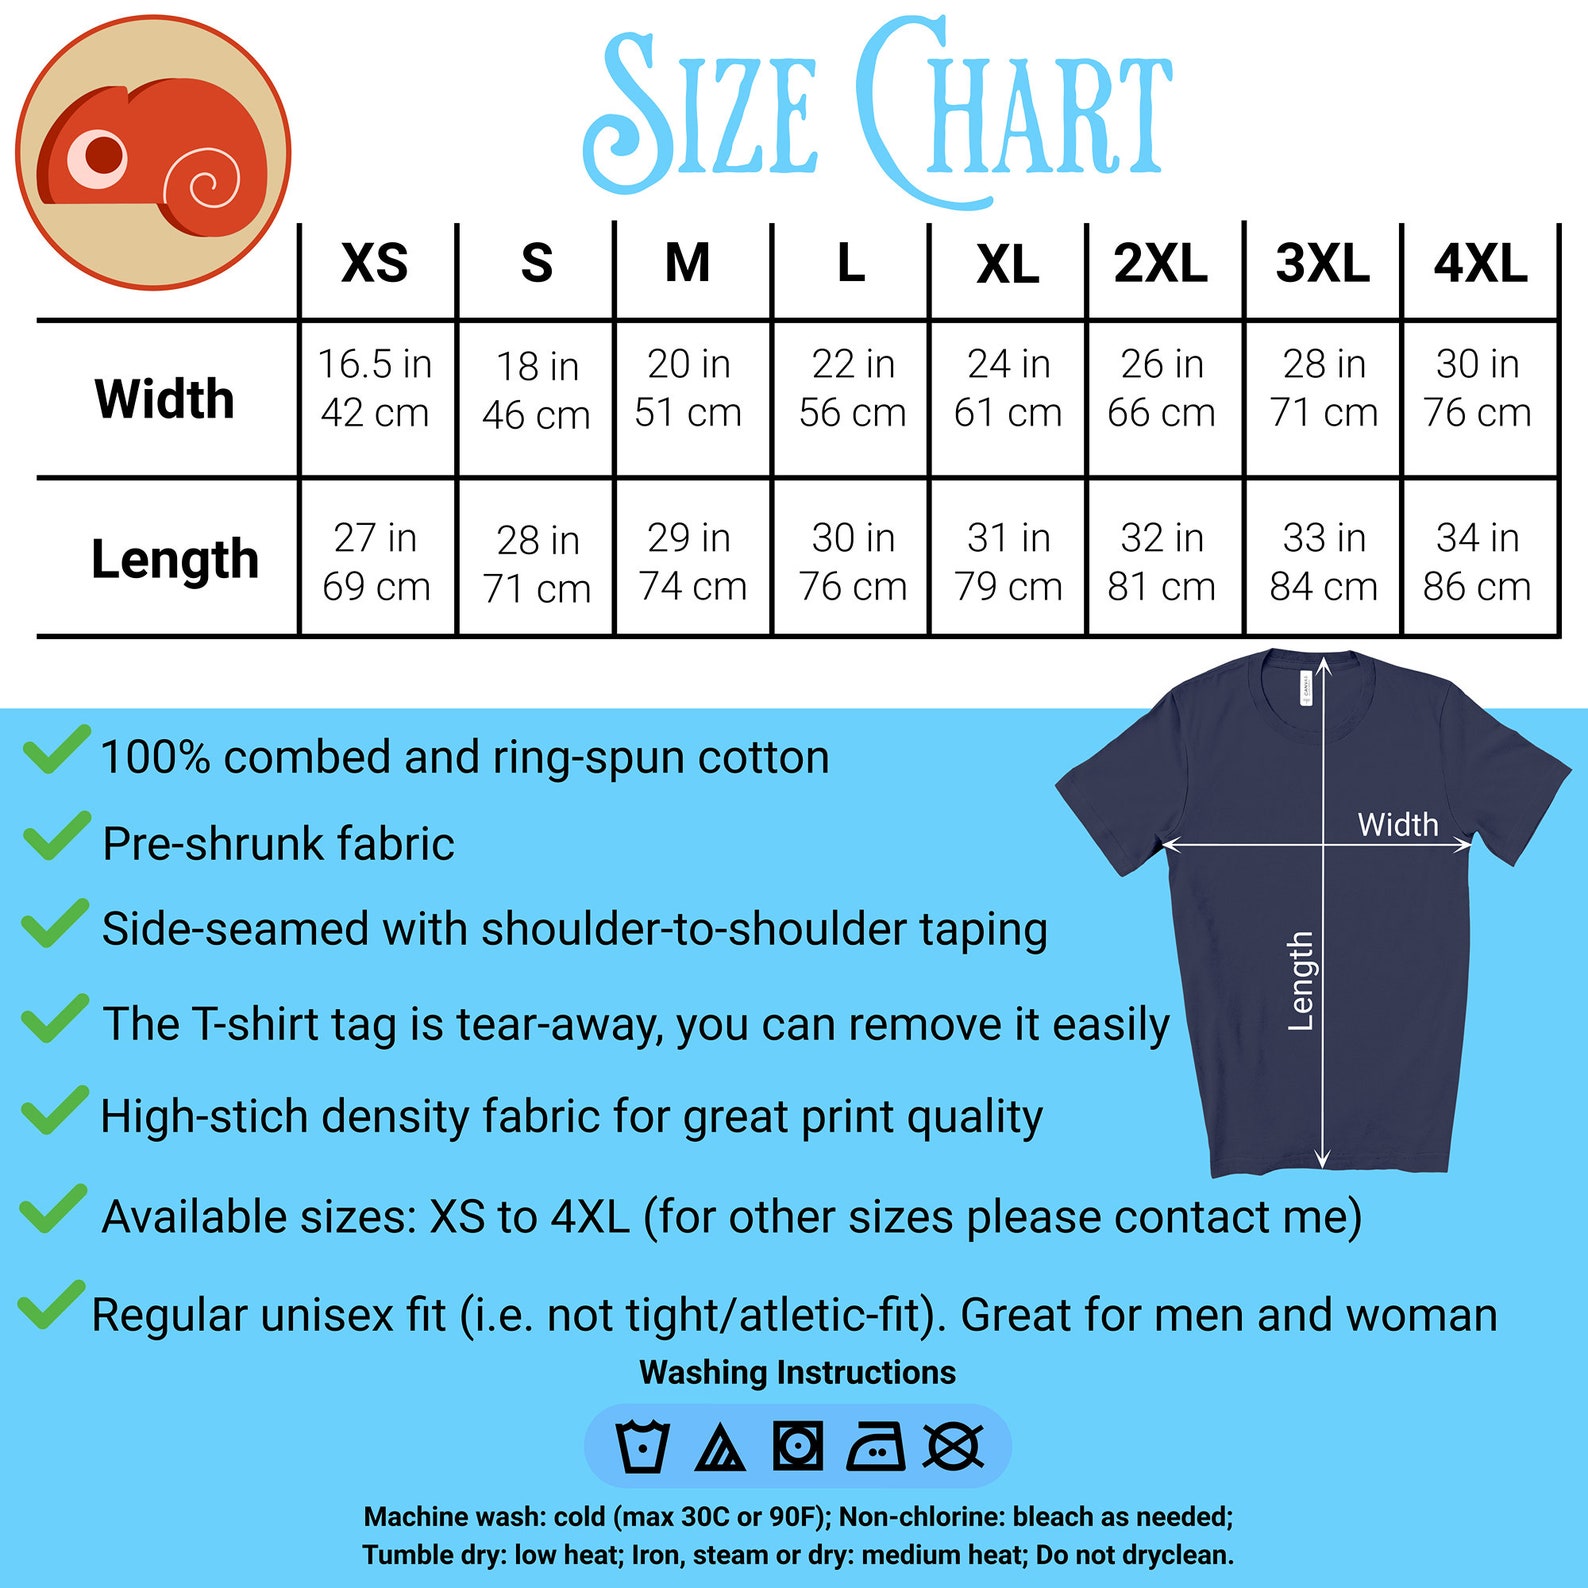 SIZE CHART
XS S M L XL 2XL 3XL 4XL
Width
16.5 in 18 in 20 in 22 in 24 in 26 in 28 in 30 in
42 cm 46 cm 51 cm 56 cm 61 cm 66 cm 71 cm 76 cm
Length
27 in 28 in 29 in 30 in 31 in 32 in 33 in 34 in
69 cm 71 cm 74 cm 76 cm 79 cm 81 cm 84 cm 86 cm
CANVAS
Width
Length
100% combed and ring-spun cotton
Pre-shrunk fabric
Side-seamed with shoulder-to-shoulder taping
The T-shirt tag is tear-away, you can remove it easily
High-stich density fabric for great print quality
Available sizes: XS to 4XL (for other sizes please contact me)
Regular unisex fit (i.e. not tight/atletic-fit). Great for men and woman
Washing Instructions
Machine wash: cold (max 30C or 90F); Non-chlorine: bleach as needed;
Tumble dry: low heat; Iron, steam or dry: medium heat; Do not dryclean.